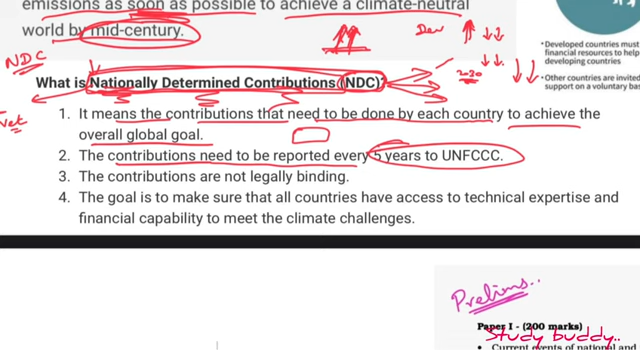 emissions as soon as possible to achieve a climate-neutral
world by mid-century.
Dev
NDC
2020
• Developed countries must
financial resources to help
developing countries
• Other countries are invited
support on a voluntary bas
What is Nationally Determined Contributions (NDC)
1. It means the contributions that need to be done by each country to achieve the
overall global goal.
2. The contributions need to be reported every 5 years to UNFCCC.
3. The contributions are not legally binding.
4. The goal is to make sure that all countries have access to technical expertise and
financial capability to meet the climate challenges.
Prelims..
Paper I - (200 marks)
Study buddy..
• Current events of national and